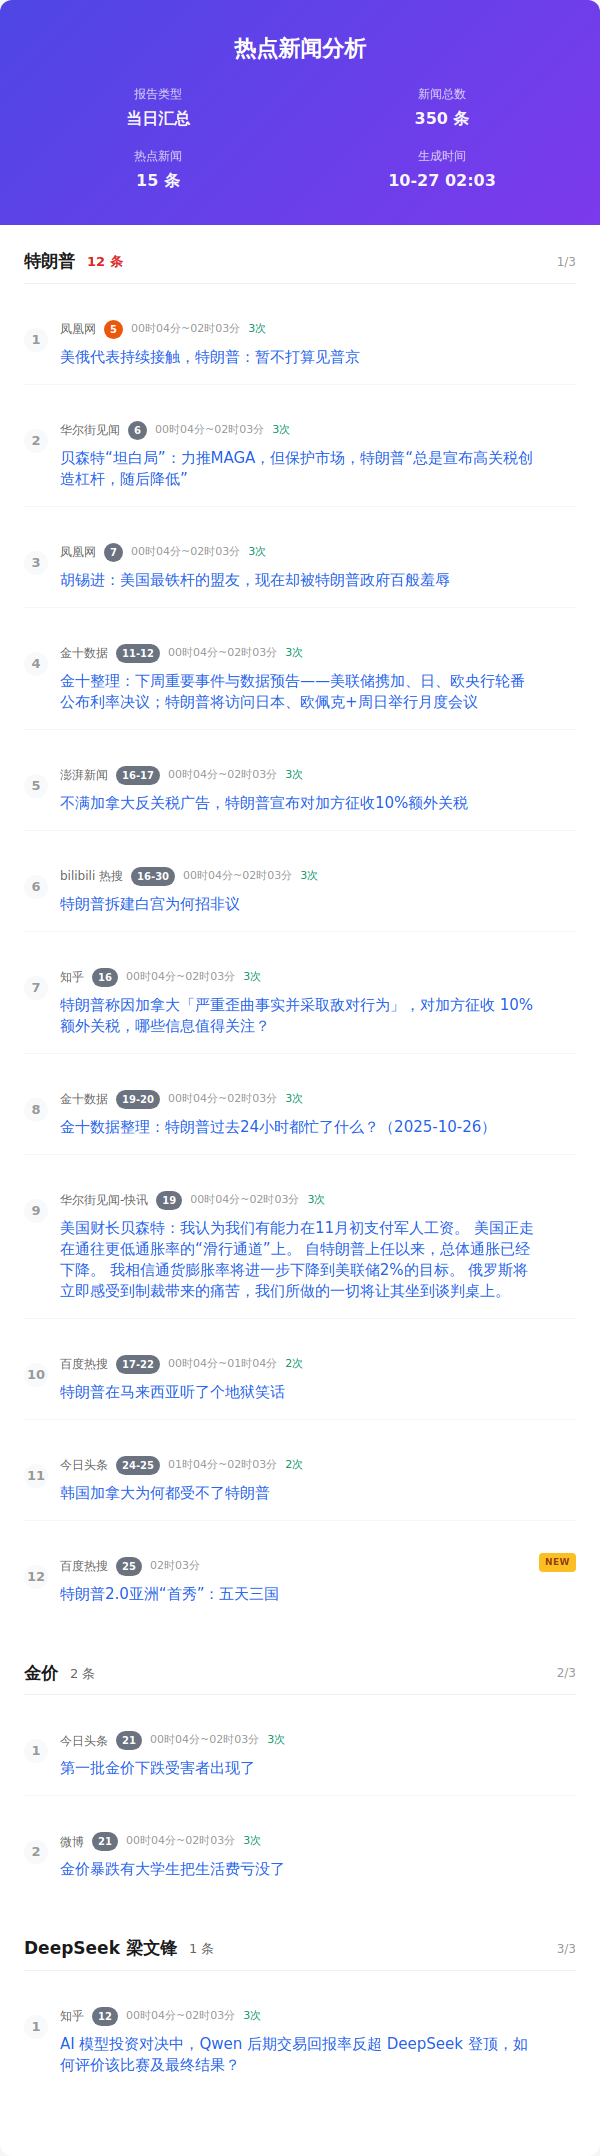 热点新闻分析
报告类型
新闻总数
当日汇总
350 条
热点新闻
生成时间
15 条
10-27 02:03
特朗普 12 条 1/3
1
凤凰网 5 00时04分~02时03分 3次
美俄代表持续接触，特朗普：暂不打算见普京
2
华尔街见闻 6 00时04分~02时03分 3次
贝森特“坦白局”：力推MAGA，但保护市场，特朗普“总是宣布高关税创
造杠杆，随后降低”
3
凤凰网 7 00时04分~02时03分 3次
胡锡进：美国最铁杆的盟友，现在却被特朗普政府百般羞辱
4
金十数据 11-12 00时04分~02时03分 3次
金十整理：下周重要事件与数据预告——美联储携加、日、欧央行轮番
公布利率决议；特朗普将访问日本、欧佩克+周日举行月度会议
5
澎湃新闻 16-17 00时04分~02时03分 3次
不满加拿大反关税广告，特朗普宣布对加方征收10%额外关税
6
bilibili 热搜 16-30 00时04分~02时03分 3次
特朗普拆建白宫为何招非议
7
知乎 16 00时04分~02时03分 3次
特朗普称因加拿大「严重歪曲事实并采取敌对行为」，对加方征收 10%
额外关税，哪些信息值得关注？
8
金十数据 19-20 00时04分~02时03分 3次
金十数据整理：特朗普过去24小时都忙了什么？（2025-10-26）
9
华尔街见闻-快讯 19 00时04分~02时03分 3次
美国财长贝森特：我认为我们有能力在11月初支付军人工资。 美国正走
在通往更低通胀率的“滑行通道”上。 自特朗普上任以来，总体通胀已经
下降。 我相信通货膨胀率将进一步下降到美联储2%的目标。 俄罗斯将
立即感受到制裁带来的痛苦，我们所做的一切将让其坐到谈判桌上。
10
百度热搜 17-22 00时04分~01时04分 2次
特朗普在马来西亚听了个地狱笑话
11
今日头条 24-25 01时04分~02时03分 2次
韩国加拿大为何都受不了特朗普
12
百度热搜 25 02时03分 NEW
特朗普2.0亚洲“首秀”：五天三国
金价 2 条 2/3
1
今日头条 21 00时04分~02时03分 3次
第一批金价下跌受害者出现了
2
微博 21 00时04分~02时03分 3次
金价暴跌有大学生把生活费亏没了
DeepSeek 梁文锋 1 条 3/3
1
知乎 12 00时04分~02时03分 3次
AI 模型投资对决中，Qwen 后期交易回报率反超 DeepSeek 登顶，如
何评价该比赛及最终结果？